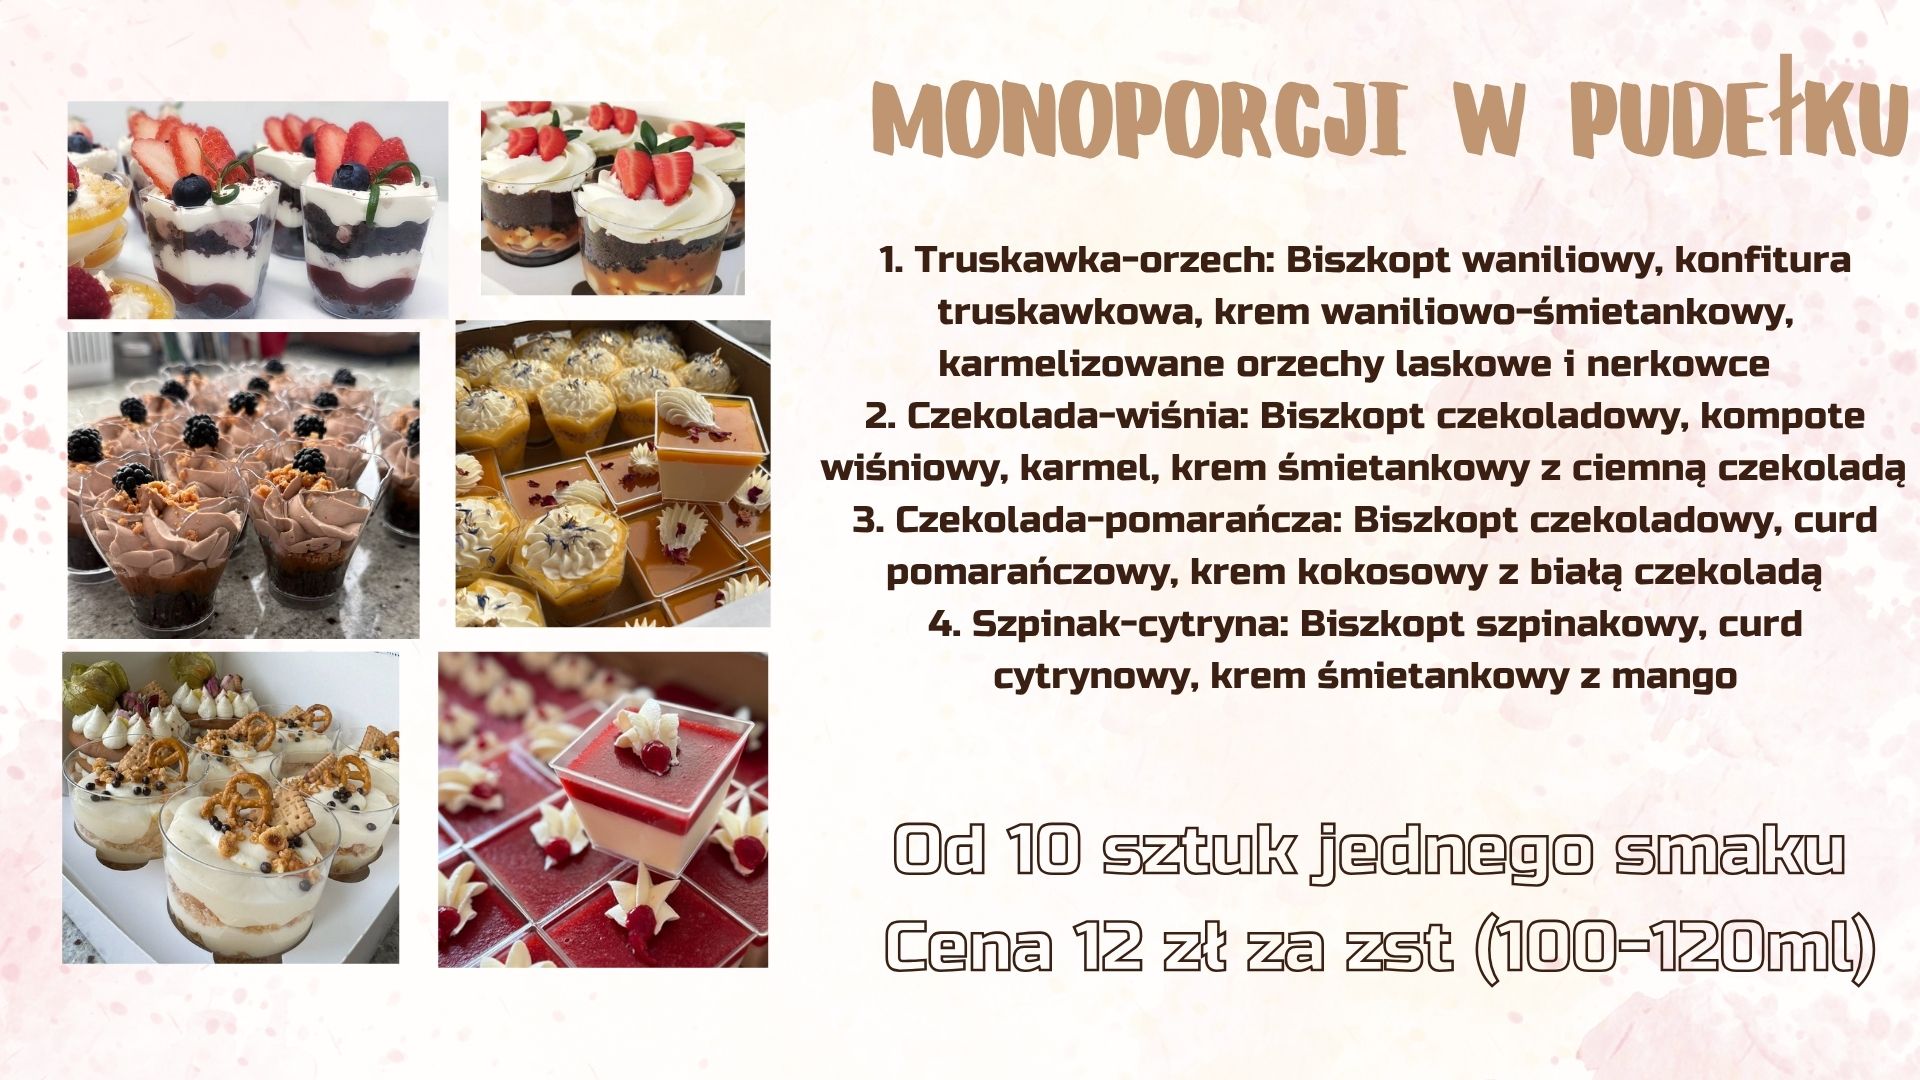 MONOPORCJI W PUDEłKU
1. Truskawka-orzech: Biszkopt waniliowy, konfitura
truskawkowa, krem waniliowo-śmietankowy,
karmelizowane orzechy laskowe i nerkowce
2. Czekolada-wiśnia: Biszkopt czekoladowy, kompote
wiśniowy, karmel, krem śmietankowy z ciemną czekoladą
3. Czekolada-pomarańcza: Biszkopt czekoladowy, curd
pomarańczowy, krem kokosowy z białą czekoladą
4. Szpinak-cytryna: Biszkopt szpinakowy, curd
cytrynowy, krem śmietankowy z mango
Od 10 sztuk jednego smaku
Cena 12 zł za zst (100-120ml)